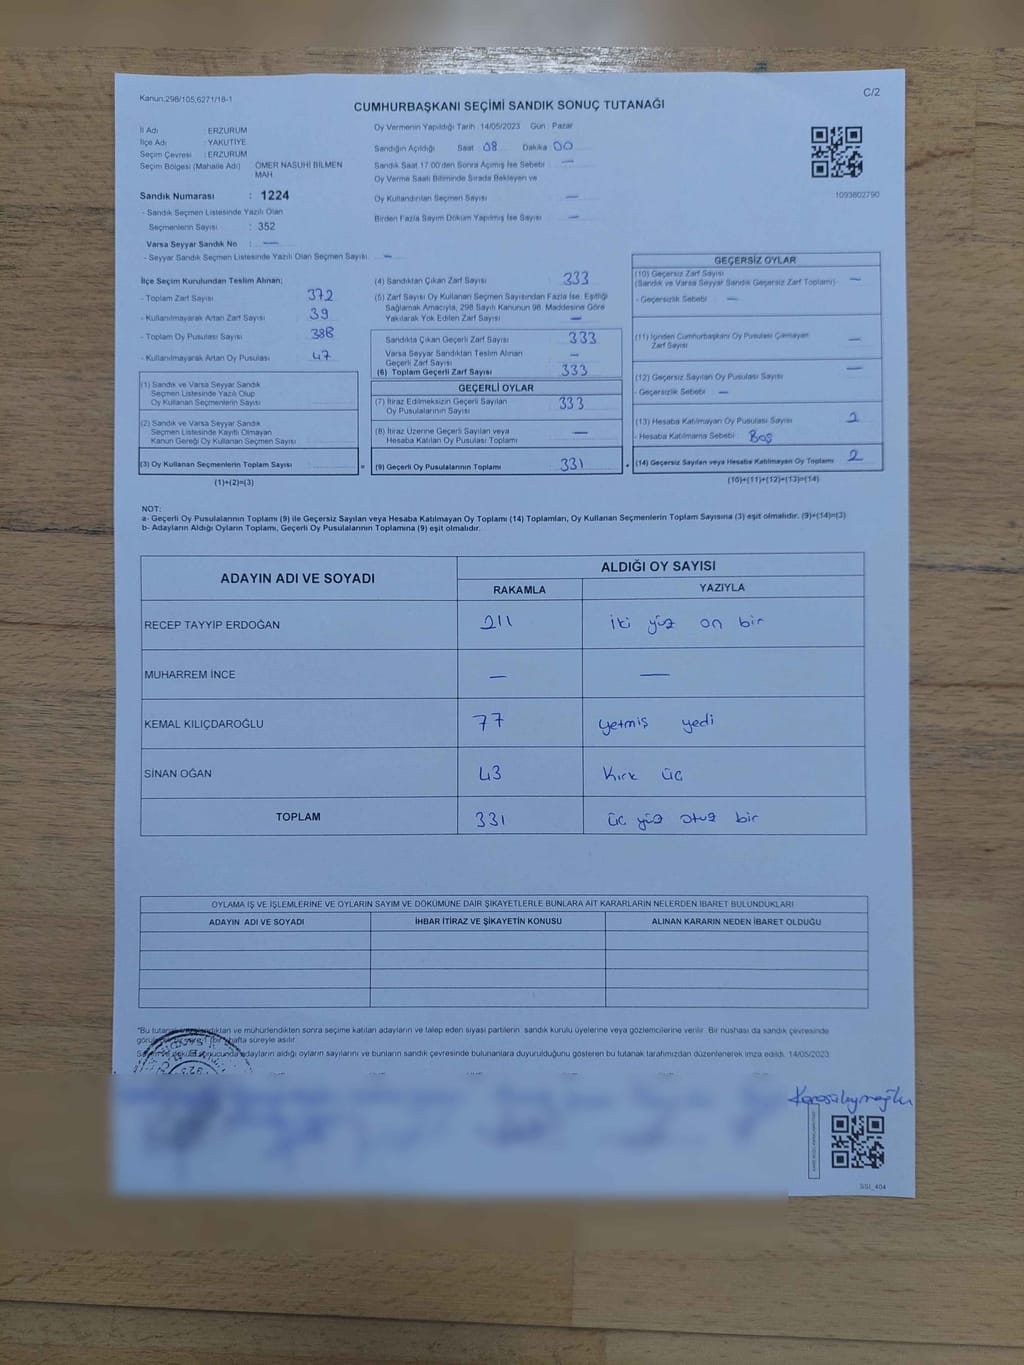 Kanun:298/105,6271/18-1
C/2
CUMHURBAŞKANI SEÇİMİ SANDIK SONUÇ TUTANAĞI
İl Adı : ERZURUM
İlçe Adı : YAKUTİYE
Seçim Çevresi : ERZURUM
Seçim Bölgesi (Mahalle Adı) ÖMER NASUHİ BİLMEN MAH
Sandık Numarası : 1224
- Sandık Seçmen Listesinde Yazılı Olan
Seçmenlerin Sayısı : 352
Varsa Seyyar Sandık No : —
- Seyyar Sandık Seçmen Listesinde Yazılı Olan Seçmen Sayısı —
Oy Vermenin Yapıldığı Tarih :14/05/2023 Gün : Pazar
Sandığın Açıldığı Saat 08 Dakika 00
Sandık Saat 17.00'den Sonra Açılmış İse Sebebi : —
Oy Verme Saati Bitiminde Sırada Bekleyen ve
Oy Kullandırılan Seçmen Sayısı —
Birden Fazla Sayım Döküm Yapılmış İse Sayısı —
1093802790
İlçe Seçim Kurulundan Teslim Alınan;
- Toplam Zarf Sayısı 372
- Kullanılmayarak Artan Zarf Sayısı 39
- Toplam Oy Pusulası Sayısı 388
- Kullanılmayarak Artan Oy Pusulası 47
(1) Sandık ve Varsa Seyyar Sandık
Seçmen Listesinde Yazılı Olup
Oy Kullanan Seçmenlerin Sayısı
(2) Sandık ve Varsa Seyyar Sandık
Seçmen Listesinde Kayıtlı Olmayan
Kanun Gereği Oy Kullanan Seçmen Sayısı
(3) Oy Kullanan Seçmenlerin Toplam Sayısı =
(1)+(2)=(3)
(4) Sandıktan Çıkan Zarf Sayısı 333
(5) Zarf Sayısı Oy Kullanan Seçmen Sayısından Fazla İse, Eşitliği
Sağlamak Amacıyla, 298 Sayılı Kanunun 98. Maddesine Göre
Yakılarak Yok Edilen Zarf Sayısı —
Sandıkta Çıkan Geçerli Zarf Sayısı 333
Varsa Seyyar Sandıktan Teslim Alınan
Geçerli Zarf Sayısı —
(6) Toplam Geçerli Zarf Sayısı 333
GEÇERLİ OYLAR
(7) İtiraz Edilmeksizin Geçerli Sayılan
Oy Pusulalarının Sayısı 333
(8) İtiraz Üzerine Geçerli Sayılan veya
Hesaba Katılan Oy Pusulası Toplamı —
(9) Geçerli Oy Pusulalarının Toplamı 331 +
GEÇERSİZ OYLAR
(10) Geçersiz Zarf Sayısı
(Sandık ve Varsa Seyyar Sandık Geçersiz Zarf Toplamı) —
- Geçersizlik Sebebi : —
(11) İçinden Cumhurbaşkanı Oy Pusulası Çıkmayan
Zarf Sayısı —
(12) Geçersiz Sayılan Oy Pusulası Sayısı —
- Geçersizlik Sebebi : —
(13) Hesaba Katılmayan Oy Pusulası Sayısı 2
- Hesaba Katılmama Sebebi : Boş
(14) Geçersiz Sayılan veya Hesaba Katılmayan Oy Toplamı 2
(10)+(11)+(12)+(13)=(14)
NOT:
a- Geçerli Oy Pusulalarının Toplamı (9) ile Geçersiz Sayılan veya Hesaba Katılmayan Oy Toplamı (14) Toplamları, Oy Kullanan Seçmenlerin Toplam Sayısına (3) eşit olmalıdır. (9)+(14)=(3)
b- Adayların Aldığı Oyların Toplamı, Geçerli Oy Pusulalarının Toplamına (9) eşit olmalıdır.
ADAYIN ADI VE SOYADI ALDIĞI OY SAYISI
RAKAMLA YAZIYLA
RECEP TAYYİP ERDOĞAN 211 iki yüz on bir
MUHARREM İNCE — —
KEMAL KILIÇDAROĞLU 77 yetmiş yedi
SİNAN OĞAN 43 Kırk üç
TOPLAM 331 üç yüz otuz bir
OYLAMA İŞ VE İŞLEMLERİNE VE OYLARIN SAYIM VE DÖKÜMÜNE DAİR ŞİKAYETLERLE BUNLARA AİT KARARLARIN NELERDEN İBARET BULUNDUKLARI
ADAYIN ADI VE SOYADI İHBAR İTİRAZ VE ŞİKAYETİN KONUSU ALINAN KARARIN NEDEN İBARET OLDUĞU
"Bu tutanak ve mühürlendikten sonra seçime katılan adayların ve talep eden siyasi partilerin sandık kurulu üyelerine veya gözlemcilerine verilir. Bir nüshası da sandık çevresinde
bir hafta süreyle asılır.
adayların aldığı oyların sayılarını ve bunların sandık çevresinde bulunanlara duyurulduğunu gösteren bu tutanak tarafımızdan düzenlenerek imza edildi. 14/05/2023
Karasüleymanoğlu
SSI_404